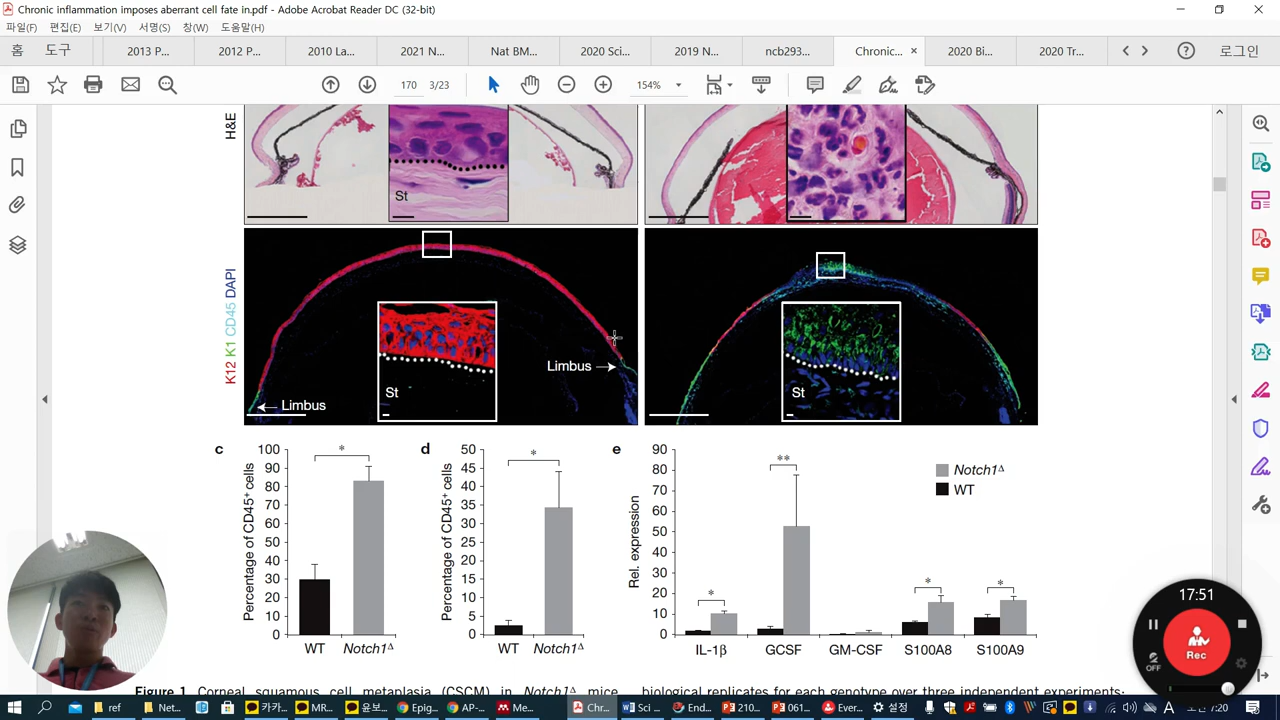 Chronic inflammation imposes aberrant cell fate in.pdf - Adobe Acrobat Reader DC (32-bit)
파일(F) 편집(E) 보기(V) 서명(S) 창(W) 도움말(H)
홈 도구 2013 P... 2012 P... 2010 La... 2021 N... Nat BM... 2020 Sci... 2019 N... ncb293... Chronic... × 2020 Bi... 2020 Tr... 로그인
170 3/23 154%
H&E
St
K12 K1 CD45 DAPI
Limbus
St
Limbus
St
c
Percentage of CD45+ cells
100
90
80
70
60
50
40
30
20
10
0
*
WT Notch1Δ
d
Percentage of CD45+ cells
50
45
40
35
30
25
20
15
10
5
0
*
WT Notch1Δ
e
Rel. expression
90
80
70
60
50
40
30
20
10
0
* ** * *
Notch1Δ
WT
IL-1β GCSF GM-CSF S100A8 S100A9
Figure 1 Corneal squamous cell metaplasia (CSCM) in Notch1Δ mice
biological replicates for each genotype over three independent experiments;
17:51
Rec
OFF
ref Net... 카카... MR... 윤보... Epig... AP-... Me... Chr... Sci ... End... 210... 061... Ever... 설정 오후 7:20